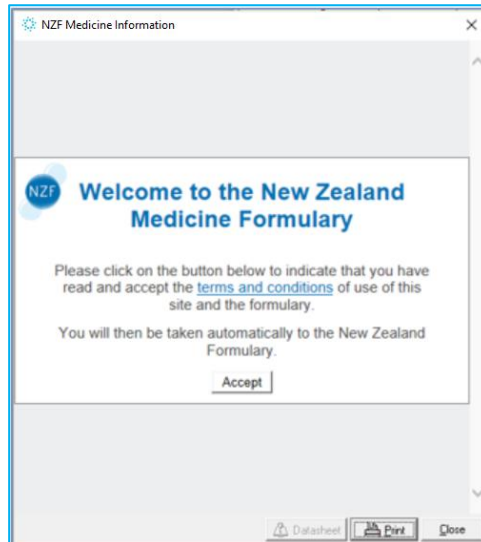 NZF Medicine Information
NZF
Welcome to the New Zealand
Medicine Formulary
Please click on the button below to indicate that you have
read and accept the terms and conditions of use of this
site and the formulary.
You will then be taken automatically to the New Zealand
Formulary.
Accept
Datasheet Print Close